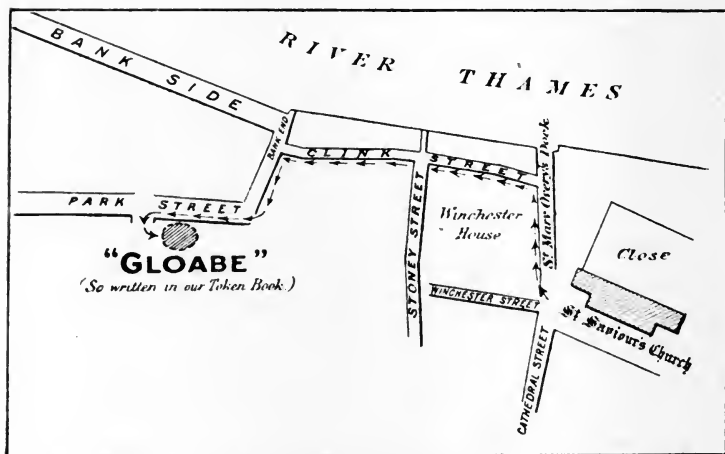 RIVER THAMES
BANK SIDE
BANK END
CLINK STREET
St. Mary Overy's Dock
PARK STREET
STONEY STREET
Winchester
House
Close
"GLOABE"
(So written in our Token Book.)
WINCHESTER STREET
St Saviour's Church
CATHEDRAL STREET